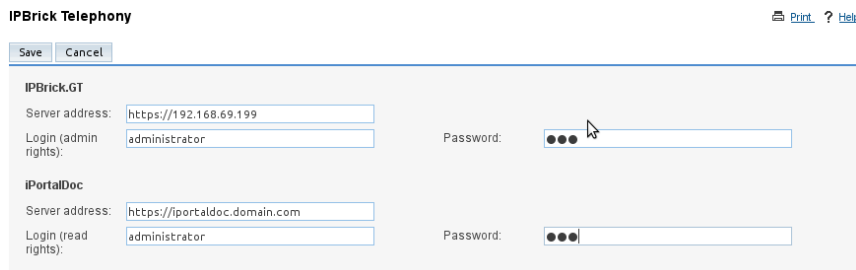 IPBrick Telephony
Print ? Help
Save Cancel
IPBrick.GT
Server address: https://192.168.69.199
Login (admin rights): administrator Password: ●●●
iPortalDoc
Server address: https://iportaldoc.domain.com
Login (read rights): administrator Password: ●●●